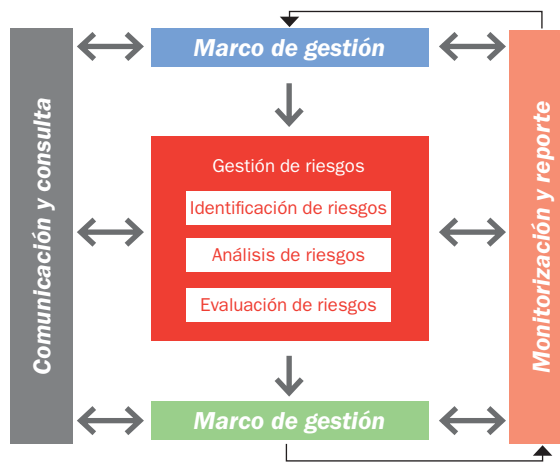 Comunicación y consulta
Marco de gestión
Gestión de riesgos
Identificación de riesgos
Análisis de riesgos
Evaluación de riesgos
Marco de gestión
Monitorización y reporte